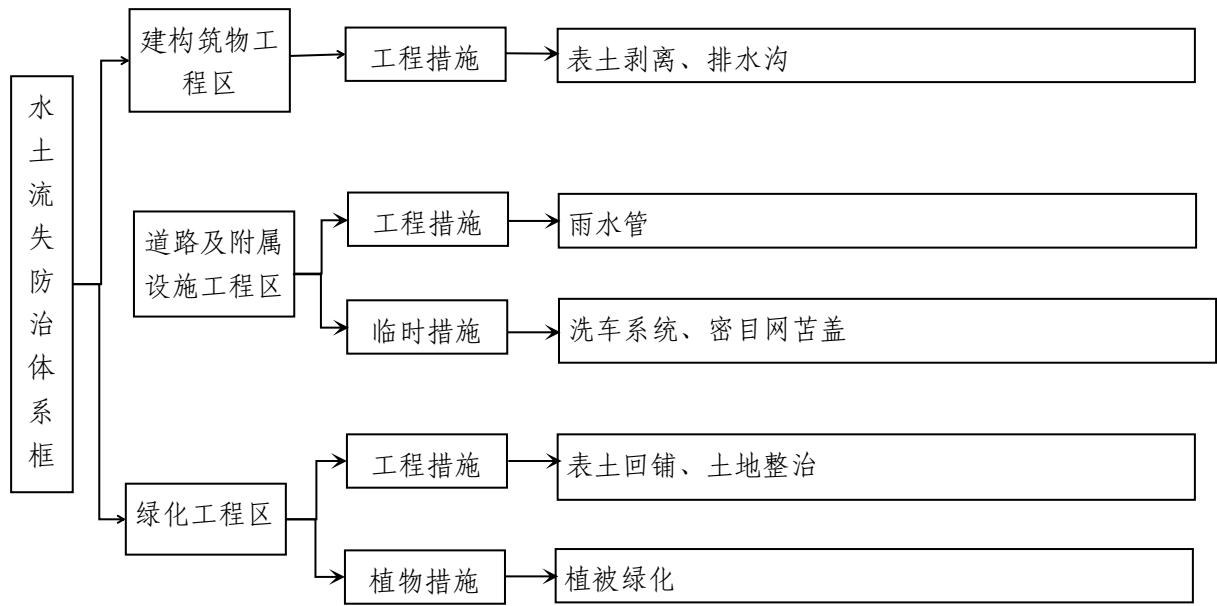 水土流失防治体系框
建构筑物工
程区
工程措施
表土剥离、排水沟
道路及附属
设施工程区
工程措施
雨水管
临时措施
洗车系统、密目网苫盖
绿化工程区
工程措施
表土回铺、土地整治
植物措施
植被绿化